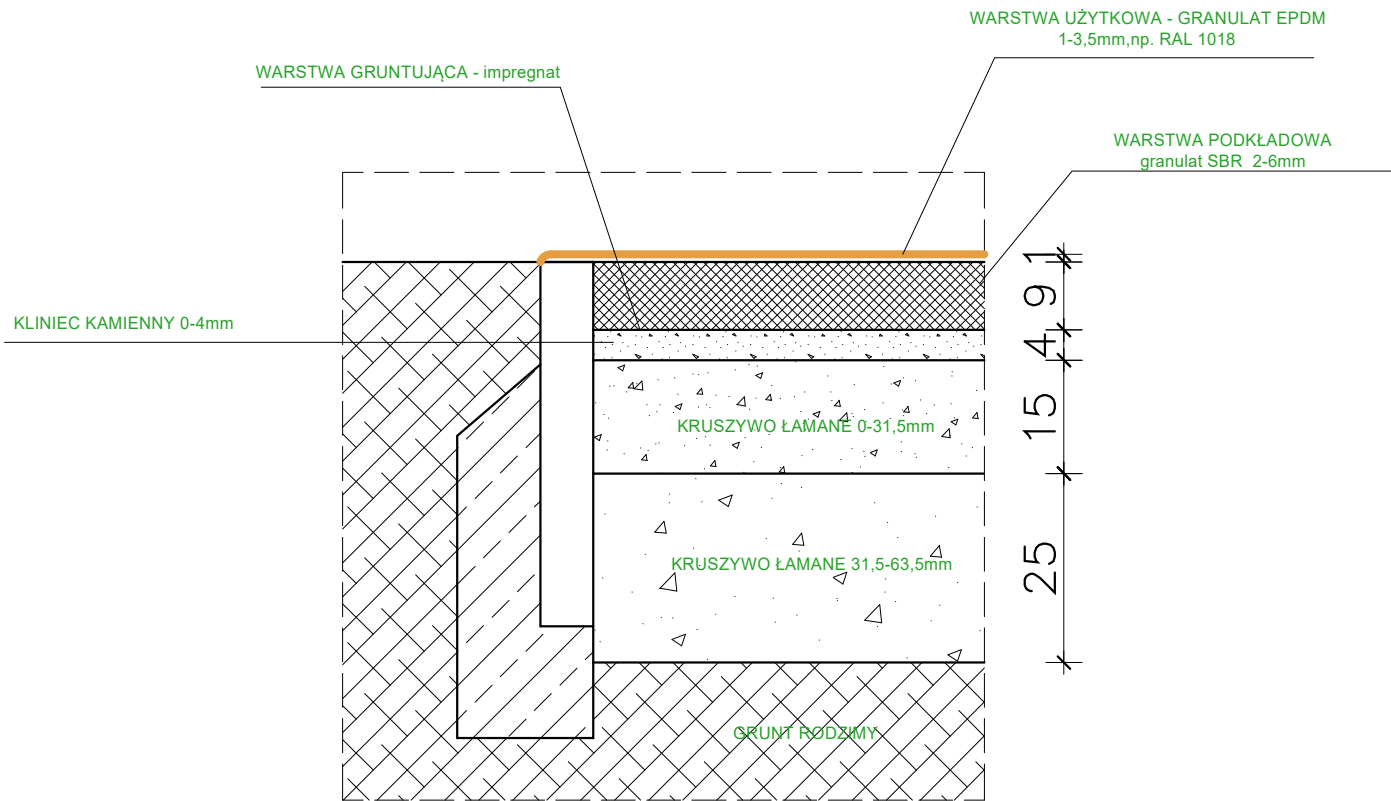 WARSTWA UŻYTKOWA - GRANULAT EPDM
1-3,5mm,np. RAL 1018
WARSTWA GRUNTUJĄCA - impregnat
WARSTWA PODKŁADOWA
granulat SBR 2-6mm
1
9
KLINIEC KAMIENNY 0-4mm
4
15
KRUSZYWO ŁAMANE 0-31,5mm
25
KRUSZYWO ŁAMANE 31,5-63,5mm
GRUNT RODZIMY